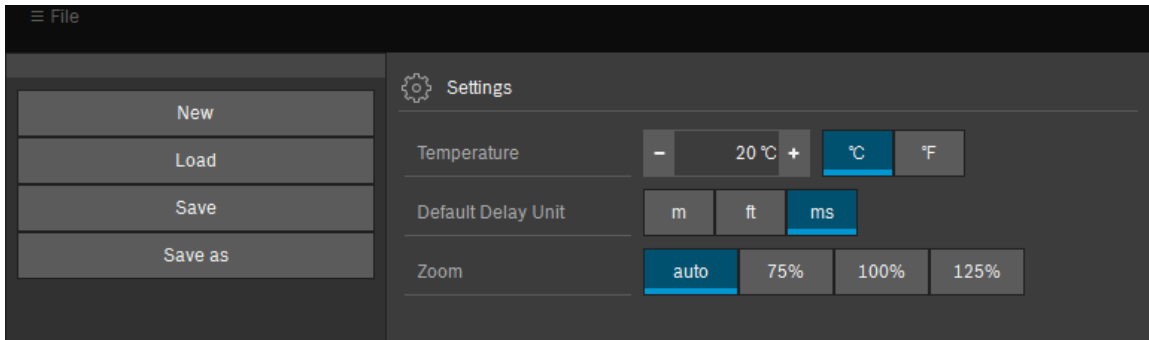 ☰ File
New
Load
Save
Save as
Settings
Temperature
− 20 °C + °C °F
Default Delay Unit
m ft ms
Zoom
auto 75% 100% 125%